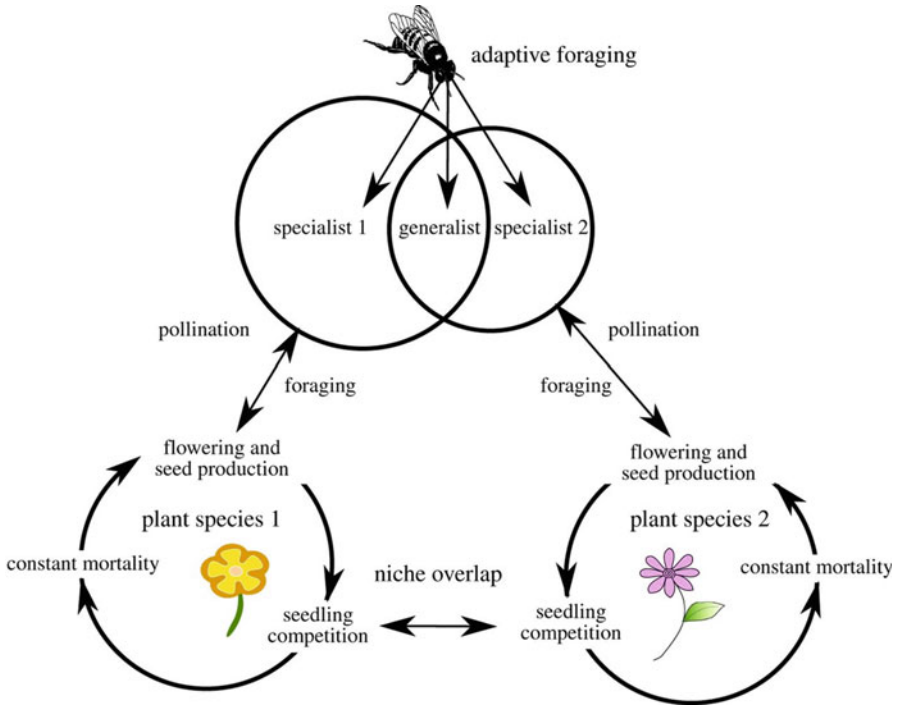 adaptive foraging
specialist 1
generalist
specialist 2
pollination
pollination
foraging
foraging
flowering and
seed production
flowering and
seed production
plant species 1
plant species 2
constant mortality
niche overlap
constant mortality
seedling
competition
seedling
competition